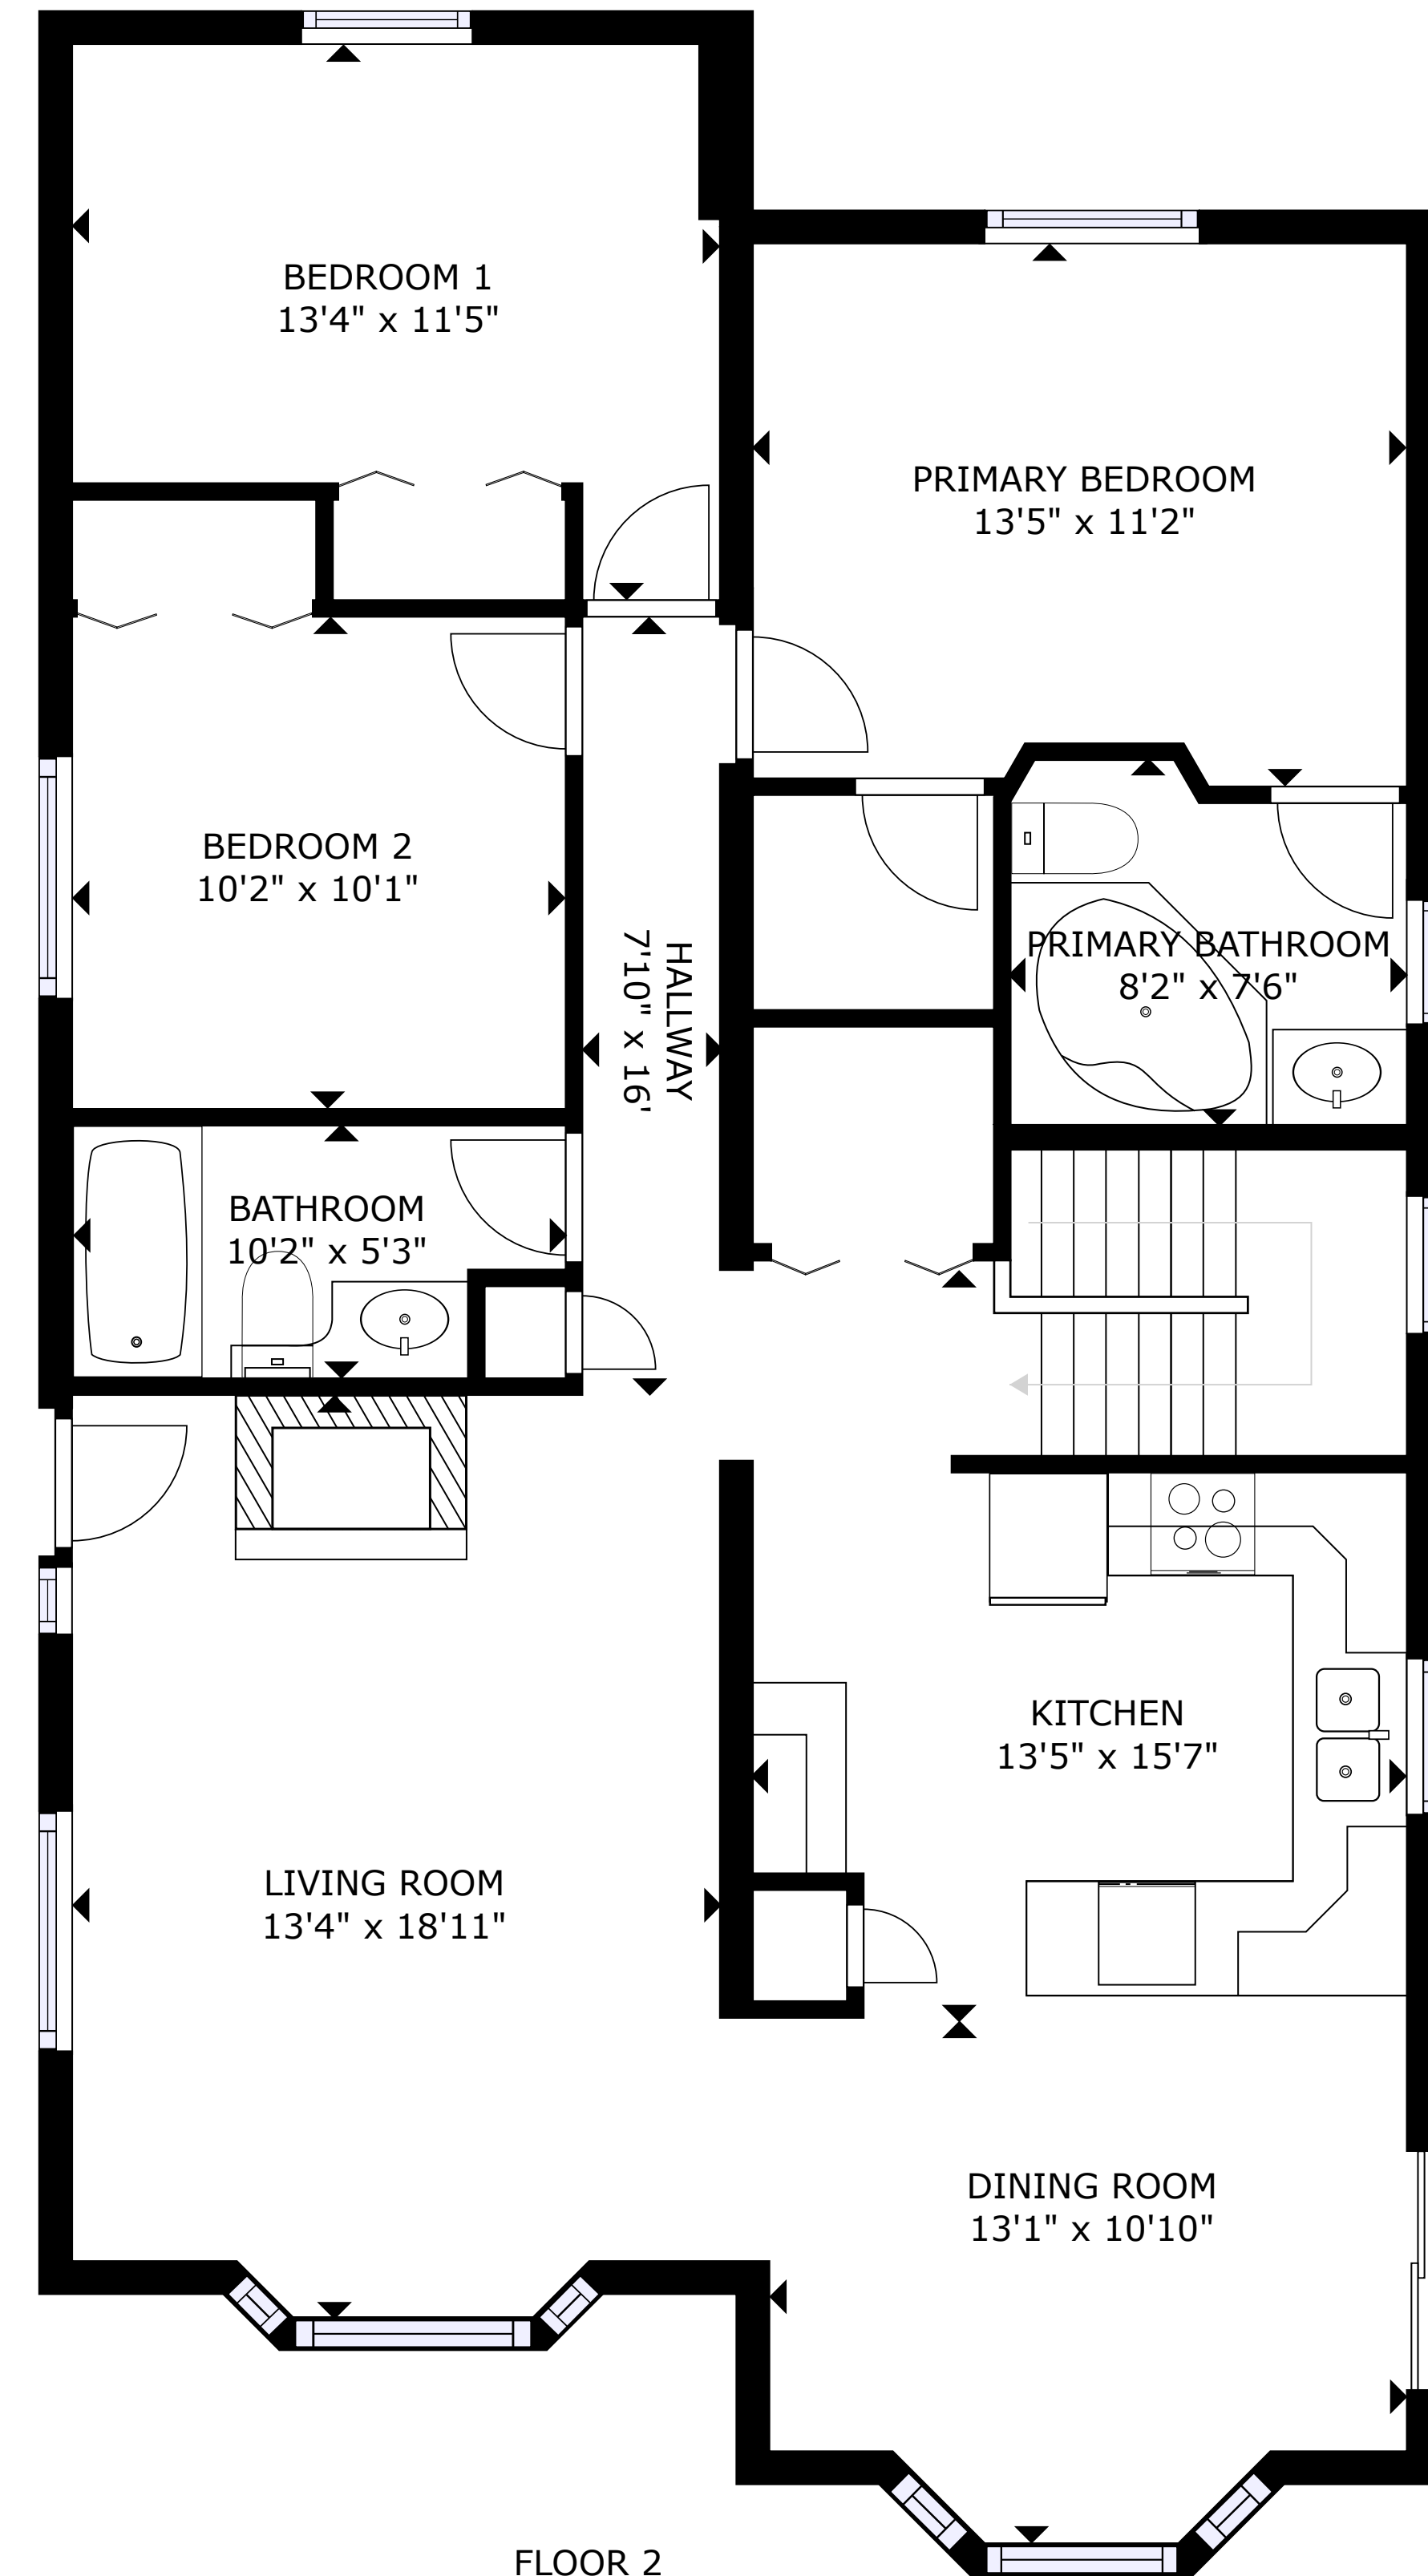 BEDROOM 1
13'4" x 11'5"
PRIMARY BEDROOM
13'5" x 11'2"
BEDROOM 2
10'2" x 10'1"
HALLWAY
7'10" x 16'
PRIMARY BATHROOM
8'2" x 7'6"
BATHROOM
10'2" x 5'3"
KITCHEN
13'5" x 15'7"
LIVING ROOM
13'4" x 18'11"
DINING ROOM
13'1" x 10'10"
FLOOR 2